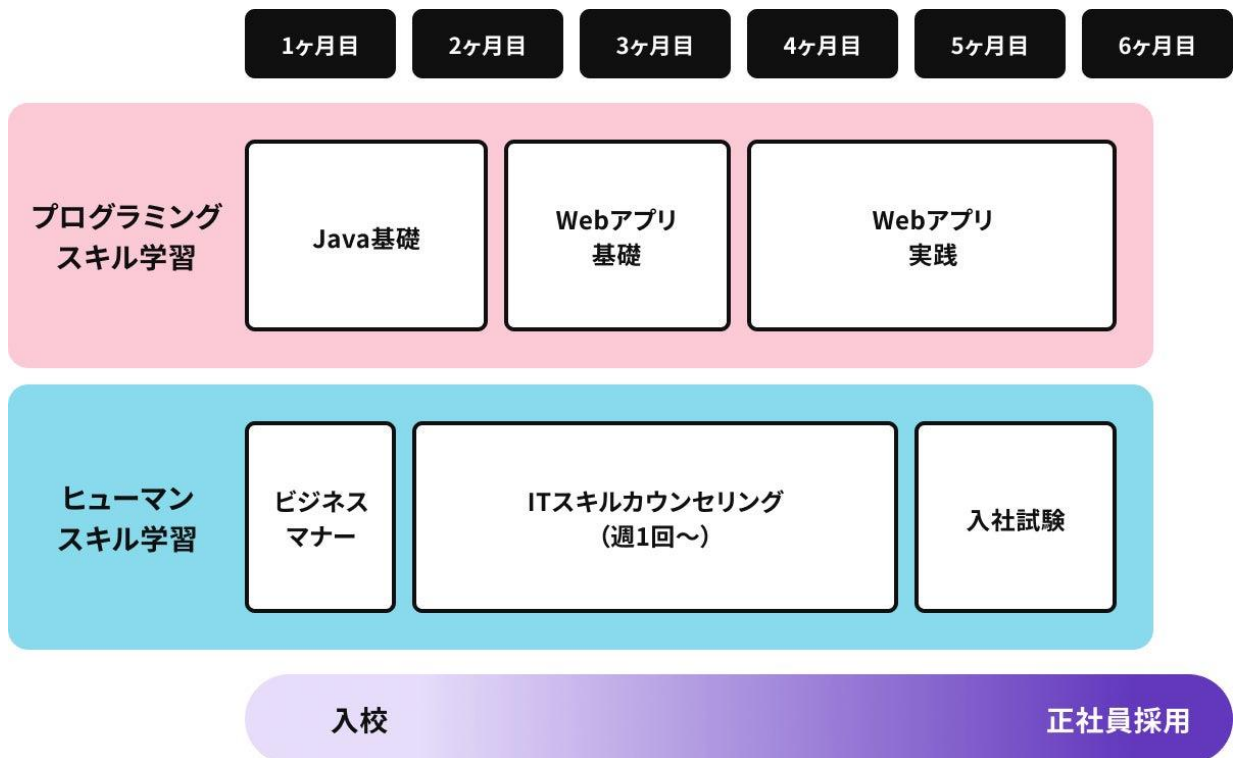 1ヶ月目 2ヶ月目 3ヶ月目 4ヶ月目 5ヶ月目 6ヶ月目
プログラミング
スキル学習
Java基礎
Webアプリ
基礎
Webアプリ
実践
ヒューマン
スキル学習
ビジネス
マナー
ITスキルカウンセリング
（週1回～）
入社試験
入校
正社員採用